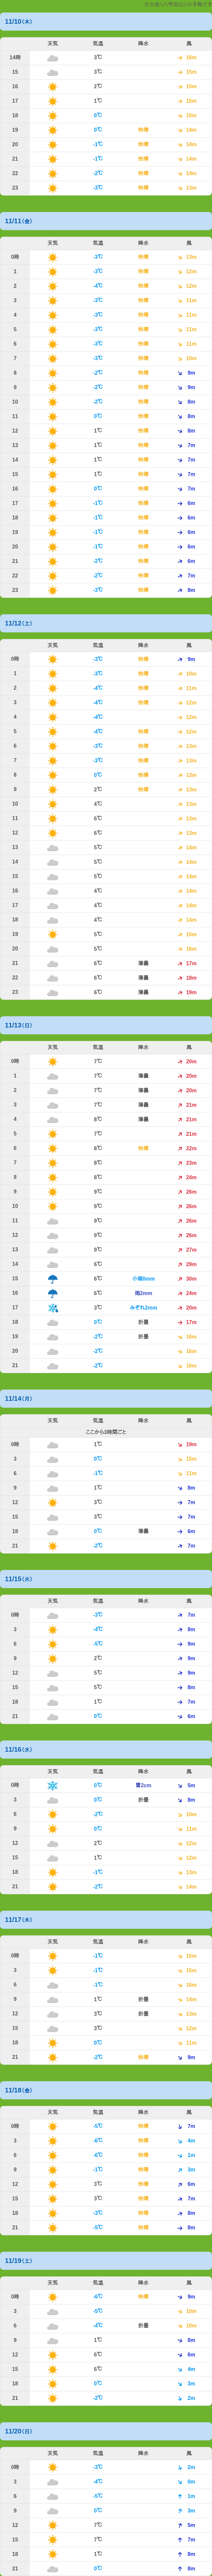 (八甲田山)の予報です
11/10(木)
天気 気温 降水 風
14時 3℃ 16m
15 3℃ 15m
16 2℃ 15m
17 1℃ 15m
18 0℃ 15m
19 0℃ 快晴 14m
20 -1℃ 快晴 14m
21 -1℃ 快晴 14m
22 -2℃ 快晴 14m
23 -3℃ 快晴 13m
11/11(金)
天気 気温 降水 風
0時 -3℃ 快晴 13m
1 -3℃ 快晴 12m
2 -4℃ 快晴 12m
3 -3℃ 快晴 11m
4 -3℃ 快晴 11m
5 -3℃ 快晴 11m
6 -3℃ 快晴 11m
7 -3℃ 快晴 10m
8 -2℃ 快晴 9m
9 -2℃ 快晴 9m
10 -2℃ 快晴 8m
11 0℃ 快晴 8m
12 1℃ 快晴 8m
13 1℃ 快晴 7m
14 1℃ 快晴 7m
15 1℃ 快晴 7m
16 0℃ 快晴 7m
17 -1℃ 快晴 6m
18 -1℃ 快晴 6m
19 -1℃ 快晴 6m
20 -1℃ 快晴 6m
21 -2℃ 快晴 6m
22 -2℃ 快晴 7m
23 -3℃ 快晴 8m
11/12(土)
天気 気温 降水 風
0時 -3℃ 快晴 9m
1 -3℃ 快晴 10m
2 -4℃ 快晴 11m
3 -4℃ 快晴 12m
4 -4℃ 12m
5 -4℃ 快晴 12m
6 -3℃ 快晴 13m
7 -3℃ 快晴 13m
8 0℃ 快晴 13m
9 2℃ 快晴 13m
10 4℃ 13m
11 6℃ 13m
12 6℃ 13m
13 5℃ 14m
14 5℃ 14m
15 5℃ 14m
16 4℃ 14m
17 4℃ 14m
18 4℃ 14m
19 5℃ 15m
20 5℃ 16m
21 6℃ 薄曇 17m
22 6℃ 薄曇 18m
23 6℃ 薄曇 19m
11/13(日)
天気 気温 降水 風
0時 7℃ 20m
1 7℃ 薄曇 20m
2 7℃ 薄曇 20m
3 7℃ 薄曇 21m
4 8℃ 薄曇 21m
5 7℃ 21m
6 8℃ 快晴 22m
7 8℃ 23m
8 8℃ 24m
9 9℃ 26m
10 9℃ 26m
11 9℃ 26m
12 9℃ 26m
13 9℃ 27m
14 6℃ 29m
15 6℃ 小雨0mm 30m
16 6℃ 雨2mm 24m
17 3℃ みぞれ2mm 20m
18 0℃ 折曇 17m
19 -2℃ 折曇 16m
20 -2℃ 16m
21 -2℃ 16m
11/14(月)
天気 気温 降水 風
ここから3時間ごと
0時 1℃ 19m
3 0℃ 15m
6 -1℃ 11m
9 1℃ 8m
12 3℃ 7m
15 3℃ 7m
18 0℃ 薄曇 6m
21 -2℃ 7m
11/15(火)
天気 気温 降水 風
0時 -3℃ 7m
3 -4℃ 8m
6 -5℃ 9m
9 2℃ 9m
12 5℃ 9m
15 5℃ 8m
18 1℃ 7m
21 0℃ 6m
11/16(水)
天気 気温 降水 風
0時 0℃ 雪2cm 5m
3 0℃ 折曇 8m
6 -2℃ 10m
9 0℃ 11m
12 2℃ 12m
15 1℃ 12m
18 -1℃ 13m
21 -2℃ 14m
11/17(木)
天気 気温 降水 風
0時 -1℃ 15m
3 -1℃ 15m
6 -1℃ 16m
9 1℃ 折曇 14m
12 3℃ 折曇 13m
15 3℃ 12m
18 0℃ 11m
21 -2℃ 快晴 9m
11/18(金)
天気 気温 降水 風
0時 -5℃ 快晴 7m
3 -6℃ 快晴 4m
6 -6℃ 快晴 1m
9 -1℃ 快晴 3m
12 3℃ 快晴 6m
15 3℃ 快晴 7m
18 -3℃ 快晴 8m
21 -5℃ 快晴 8m
11/19(土)
天気 気温 降水 風
0時 -6℃ 快晴 9m
3 -5℃ 10m
6 -4℃ 折曇 10m
9 1℃ 8m
12 6℃ 6m
15 6℃ 4m
18 0℃ 3m
21 -2℃ 2m
11/20(日)
天気 気温 降水 風
0時 -3℃ 2m
3 -4℃ 0m
6 -5℃ 1m
9 0℃ 3m
12 7℃ 5m
15 7℃ 7m
18 1℃ 8m
21 0℃ 8m